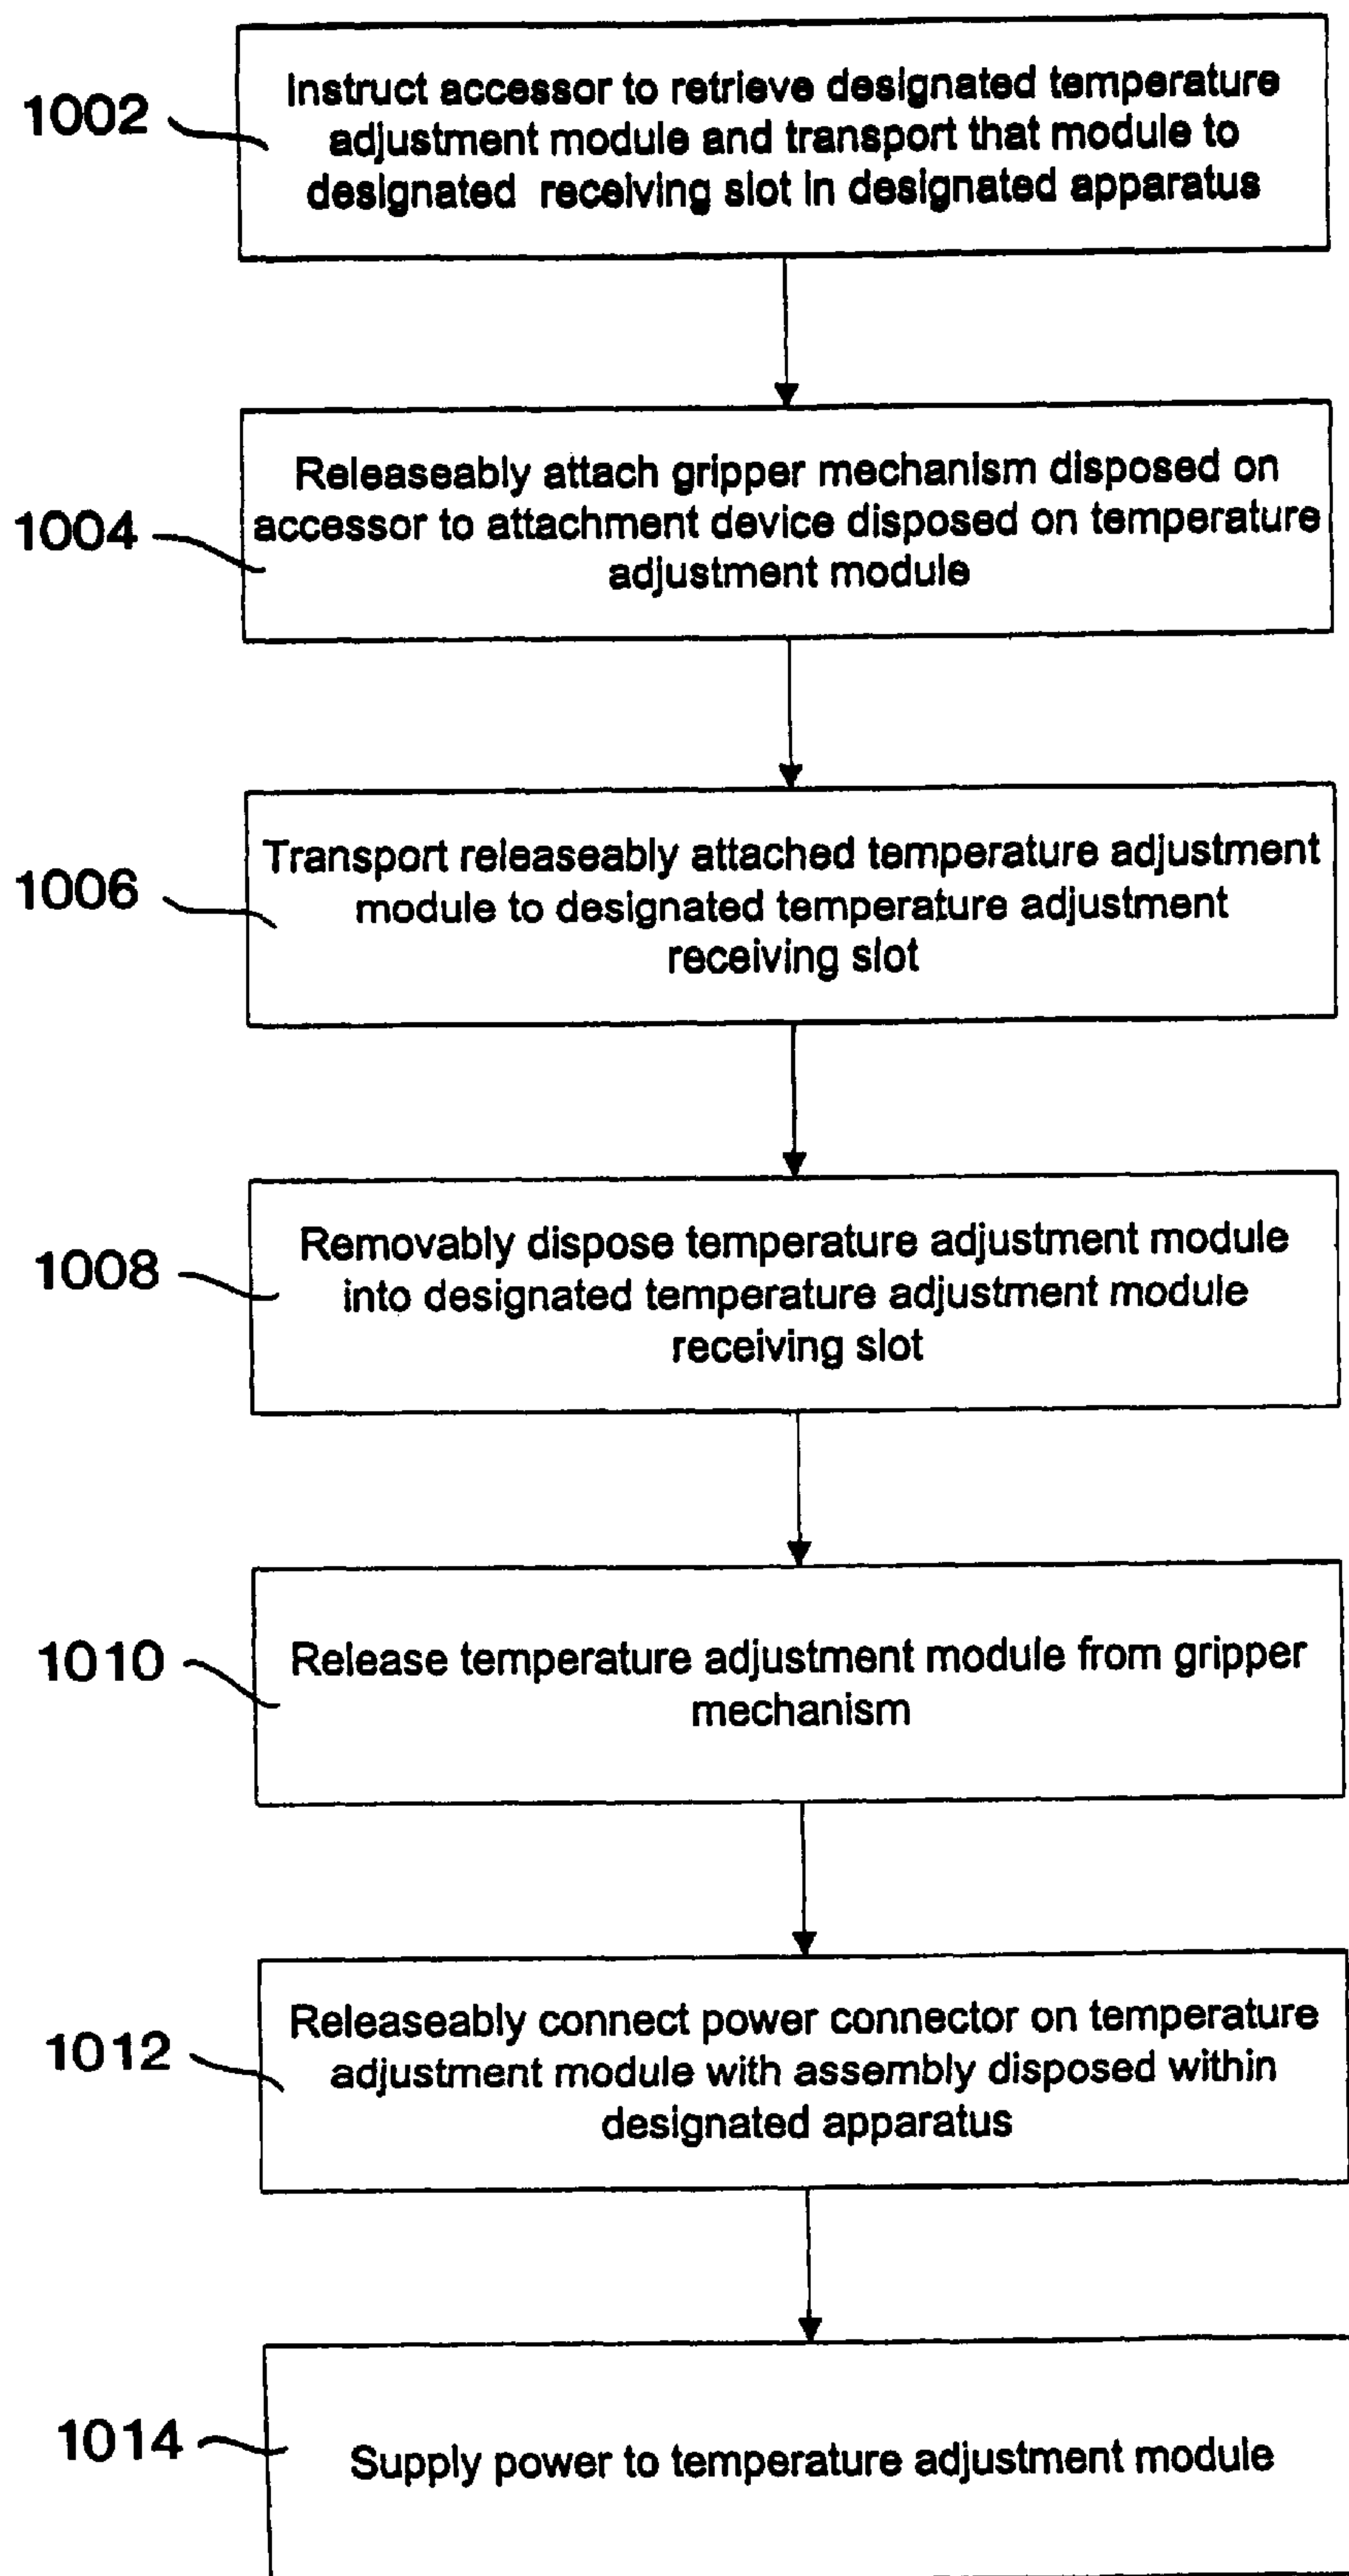 1002
Instruct accessor to retrieve designated temperature
adjustment module and transport that module to
designated receiving slot in designated apparatus
1004
Releaseably attach gripper mechanism disposed on
accessor to attachment device disposed on temperature
adjustment module
1006
Transport releaseably attached temperature adjustment
module to designated temperature adjustment
receiving slot
1008
Removably dispose temperature adjustment module
into designated temperature adjustment module
receiving slot
1010
Release temperature adjustment module from gripper
mechanism
1012
Releaseably connect power connector on temperature
adjustment module with assembly disposed within
designated apparatus
1014
Supply power to temperature adjustment module